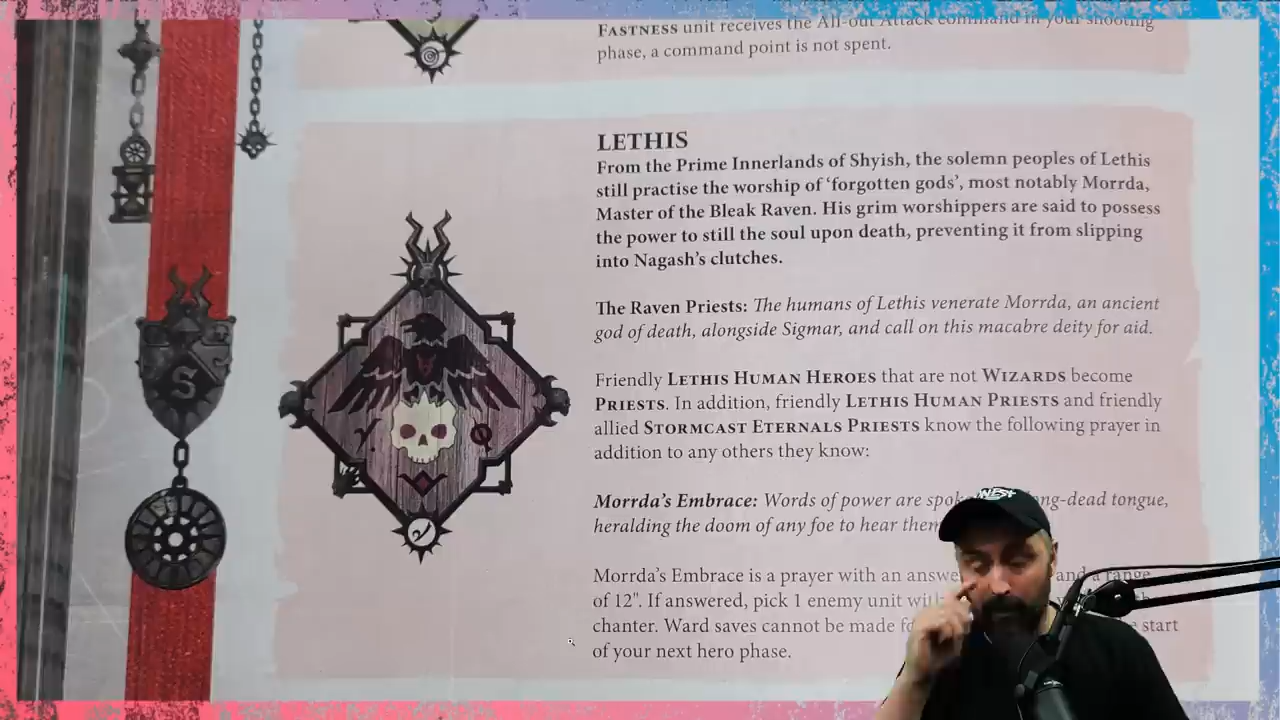 FASTNESS unit receives the All-out Attack command in your shooting
phase, a command point is not spent.
LETHIS
From the Prime Innerlands of Shyish, the solemn peoples of Lethis
still practise the worship of ‘forgotten gods’, most notably Morrda,
Master of the Bleak Raven. His grim worshippers are said to possess
the power to still the soul upon death, preventing it from slipping
into Nagash’s clutches.
The Raven Priests: The humans of Lethis venerate Morrda, an ancient
god of death, alongside Sigmar, and call on this macabre deity for aid.
Friendly LETHIS HUMAN HEROES that are not WIZARDS become
PRIESTS. In addition, friendly LETHIS HUMAN PRIESTS and friendly
allied STORMCAST ETERNALS PRIESTS know the following prayer in
addition to any others they know:
Morrda’s Embrace: Words of power are -dead tongue,
heralding the doom of any foe to hear
Morrda’s Embrace is a prayer with an and a range
of 12". If answered, pick 1 enemy unit
chanter. Ward saves cannot be made start
of your next hero phase.
S